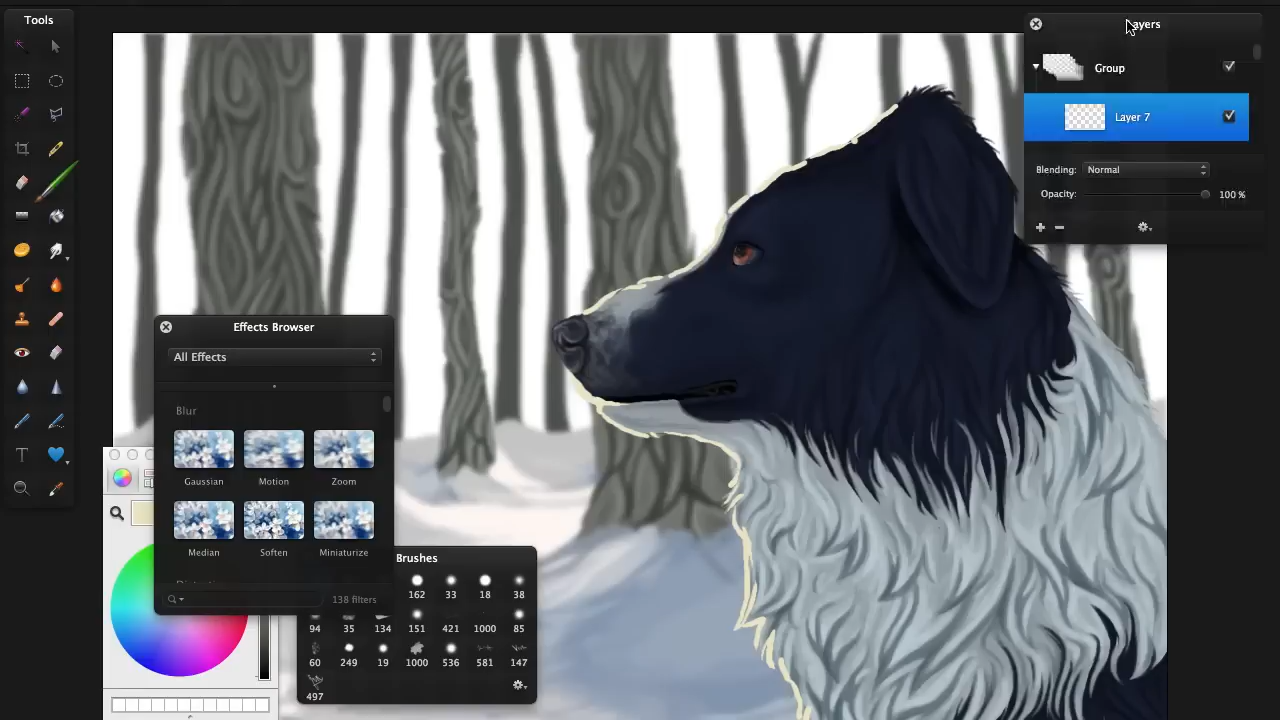 Tools
T
Layers
Group
Layer 7
Blending: Normal
Opacity: 100 %
Effects Browser
All Effects
Blur
Gaussian Motion Zoom
Median Soften Miniaturize
138 filters
Brushes
162 33 18 38
94 35 134 151 421 1000 85
60 249 19 1000 536 581 147
497